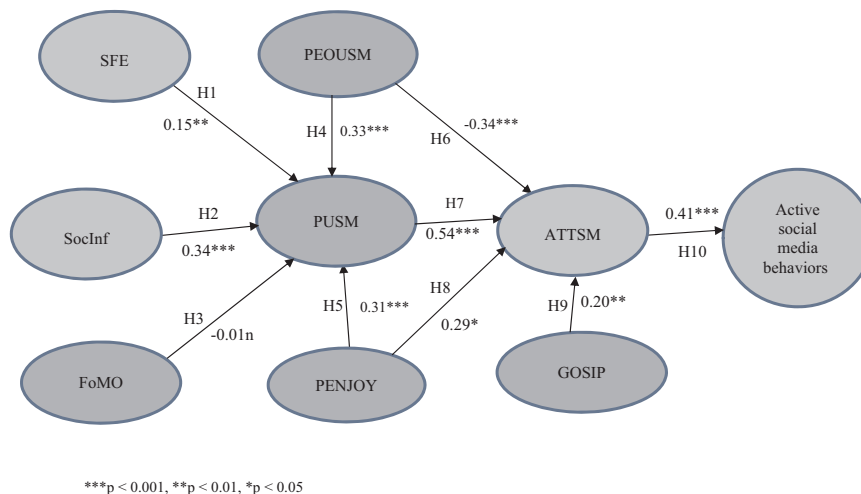 SFE
PEOUSM
H1
0.15**
H4
0.33***
-0.34***
H6
SocInf
H2
0.34***
PUSM
H7
0.54***
ATTSM
0.41***
H10
Active
social
media
behaviors
H3
-0.01n
H5
0.31***
H8
0.29*
H9
0.20**
FoMO
PENJOY
GOSIP
***p < 0.001, **p < 0.01, *p < 0.05